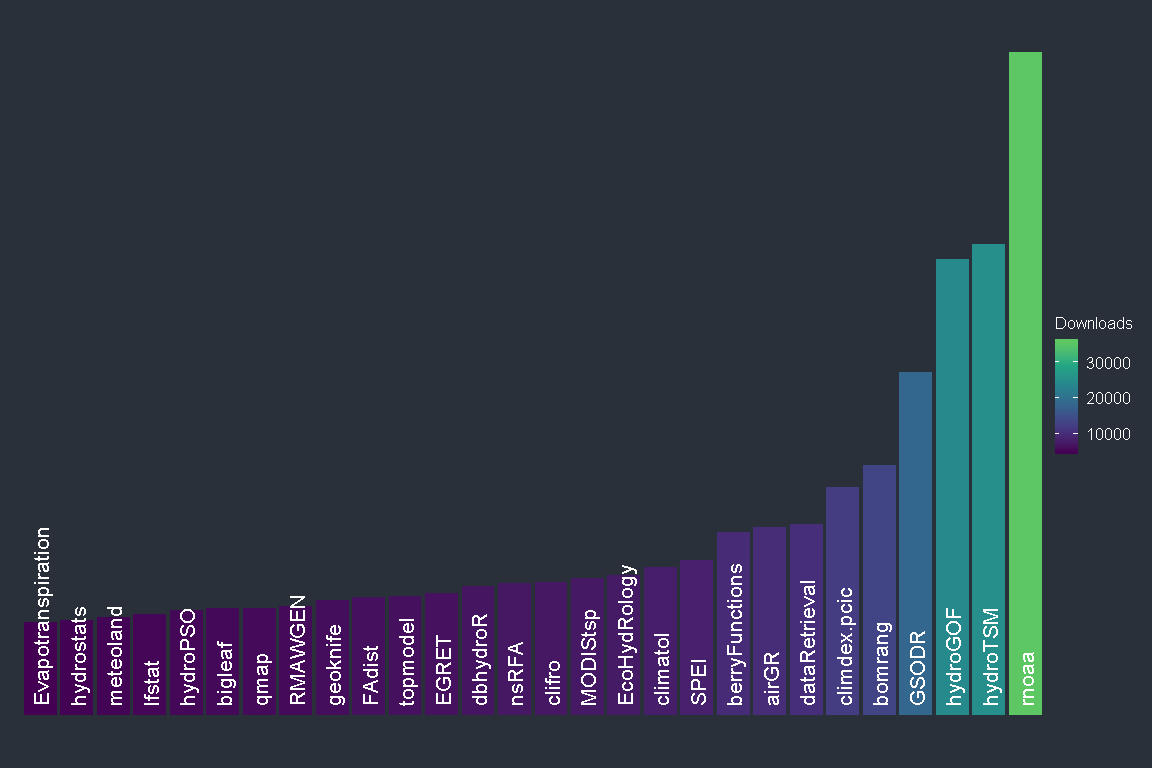 Evapotranspiration
hydrostats
meteoland
lfstat
hydroPSO
bigleaf
qmap
RMAWGEN
geoknife
FAdist
topmodel
EGRET
dbhydroR
nsRFA
clifro
MODIStsp
EcoHydRology
climatol
SPEI
berryFunctions
airGR
dataRetrieval
climdex.pcic
bomrang
GSODR
hydroGOF
hydroTSM
rnoaa
Downloads
30000
20000
10000